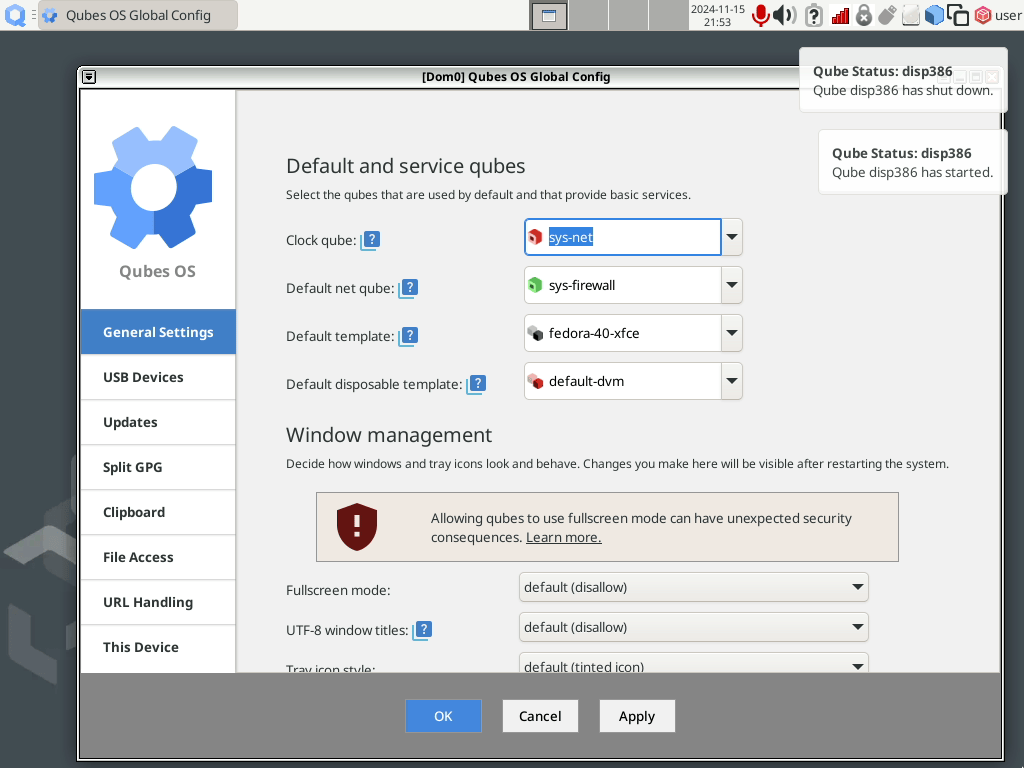 Qubes OS Global Config
2024-11-15
21:53
user
[Dom0] Qubes OS Global Config
Qube Status: disp386
Qube disp386 has shut down.
Qube Status: disp386
Qube disp386 has started.
Qubes OS
General Settings
USB Devices
Updates
Split GPG
Clipboard
File Access
URL Handling
This Device
Default and service qubes
Select the qubes that are used by default and that provide basic services.
Clock qube: ? sys-net
Default net qube: ? sys-firewall
Default template: ? fedora-40-xfce
Default disposable template: ? default-dvm
Window management
Decide how windows and tray icons look and behave. Changes you make here will be visible after restarting the system.
Allowing qubes to use fullscreen mode can have unexpected security
consequences. Learn more.
Fullscreen mode: default (disallow)
UTF-8 window titles: ? default (disallow)
Tray icon style: default (tinted icon)
OK Cancel Apply